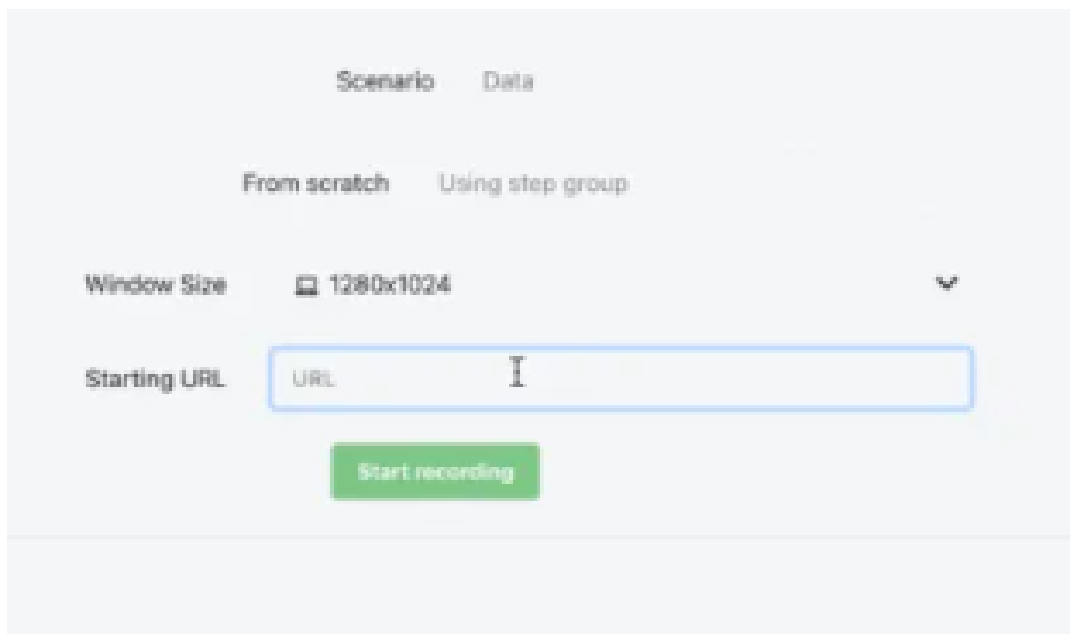 Scenario Data
From scratch Using step group
Window Size 1280x1024
Starting URL URL
Start recording